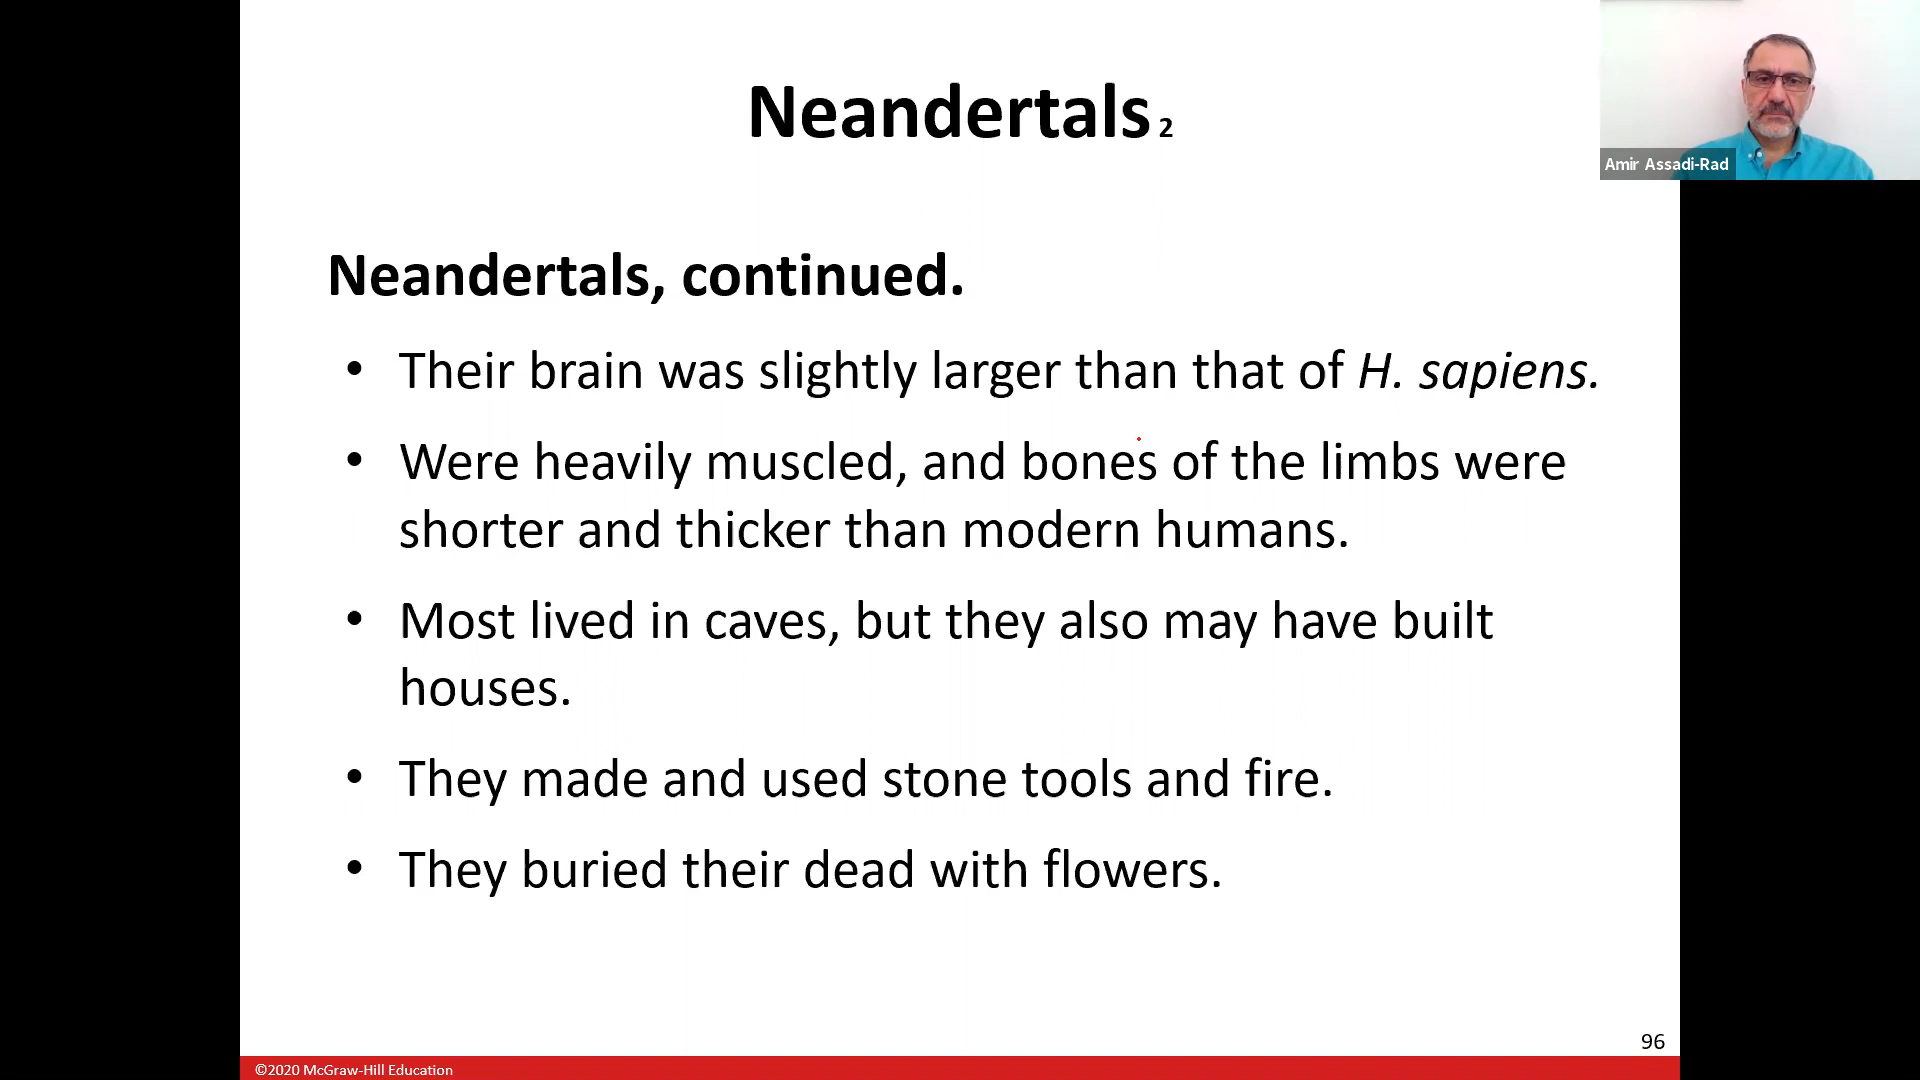 Neandertals 2
Amir Assadi-Rad
Neandertals, continued.
• Their brain was slightly larger than that of H. sapiens.
• Were heavily muscled, and bones of the limbs were
shorter and thicker than modern humans.
• Most lived in caves, but they also may have built
houses.
• They made and used stone tools and fire.
• They buried their dead with flowers.
96
©2020 McGraw-Hill Education